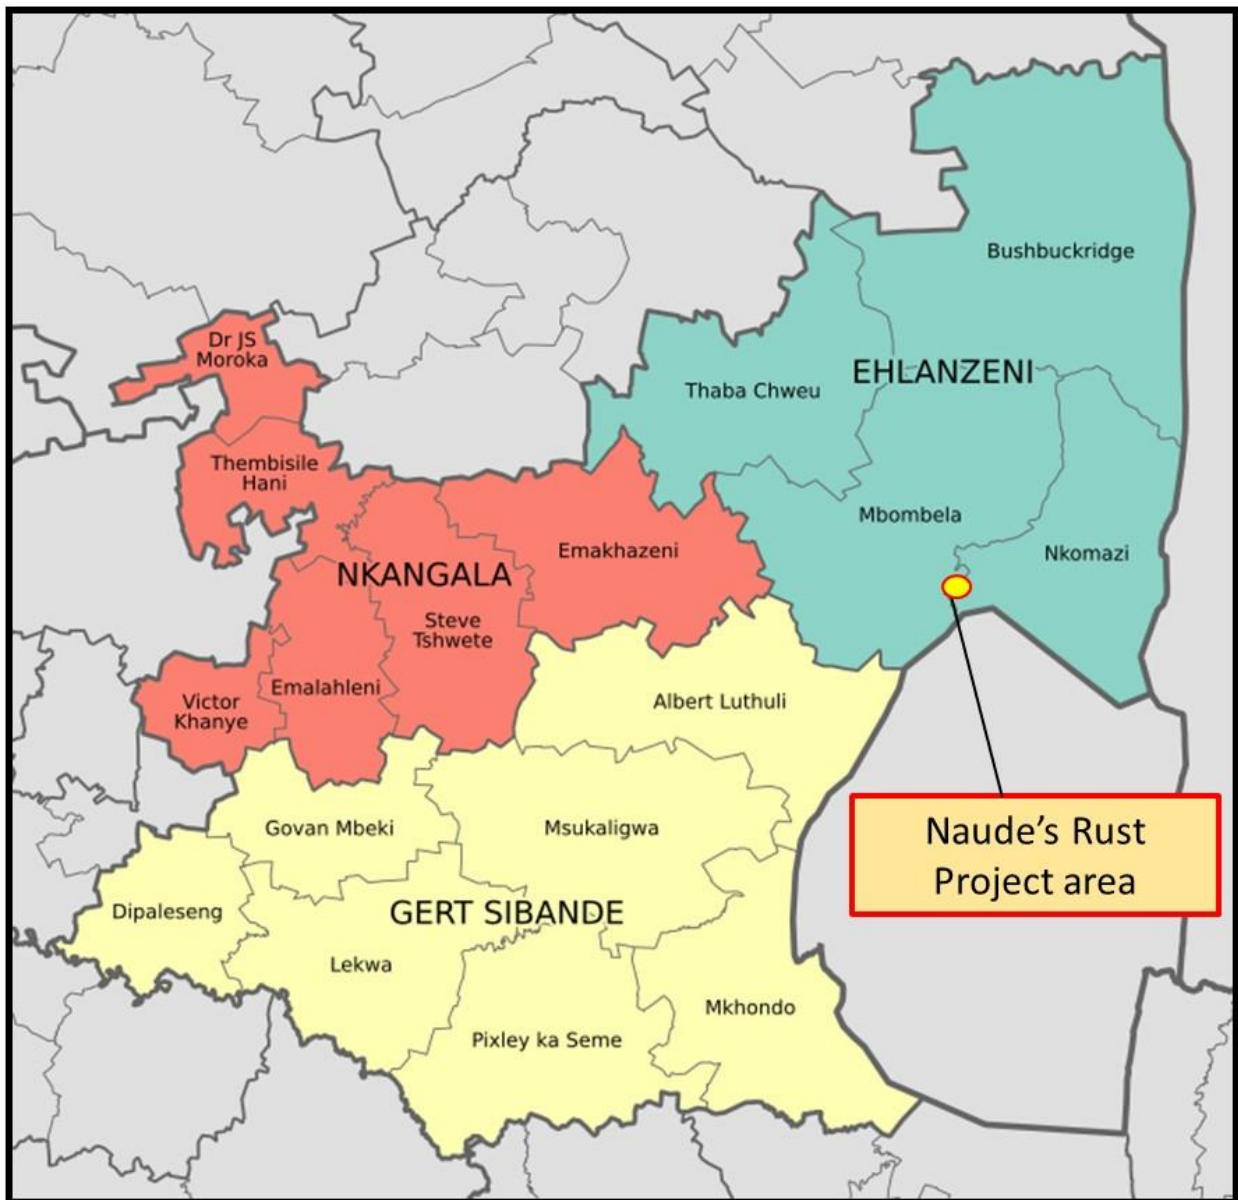 Bushbuckridge
Dr JS
Moroka
EHLANZENI
Thaba Chweu
Thembisile
Hani
Mbombela
Emakhazeni
Nkomazi
NKANGALA
Steve
Tshwete
Emalahleni
Victor
Khanye
Albert Luthuli
Govan Mbeki
Msukaligwa
Naude’s Rust
Project area
Dipaleseng
GERT SIBANDE
Lekwa
Mkhondo
Pixley ka Seme